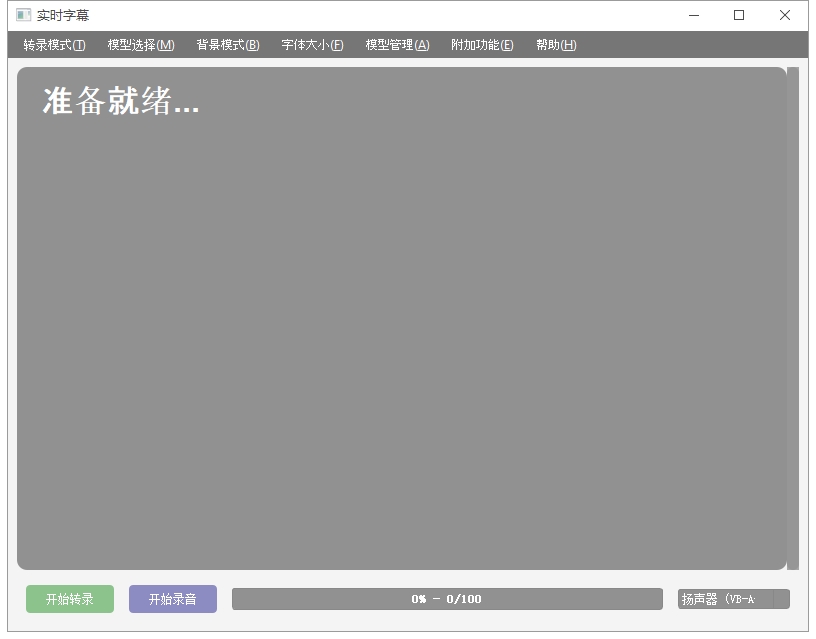 实时字幕
转录模式(T) 模型选择(M) 背景模式(B) 字体大小(F) 模型管理(A) 附加功能(E) 帮助(H)
准备就绪...
开始转录 开始录音 0% - 0/100 扬声器 (VB-A